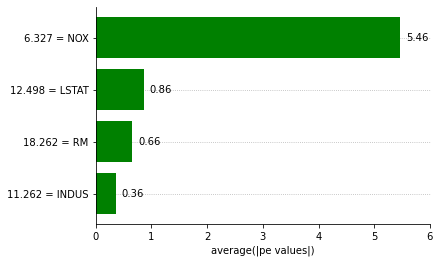 6.327 = NOX
5.46
12.498 = LSTAT
0.86
18.262 = RM
0.66
11.262 = INDUS
0.36
0 1 2 3 4 5 6
average(|pe values|)